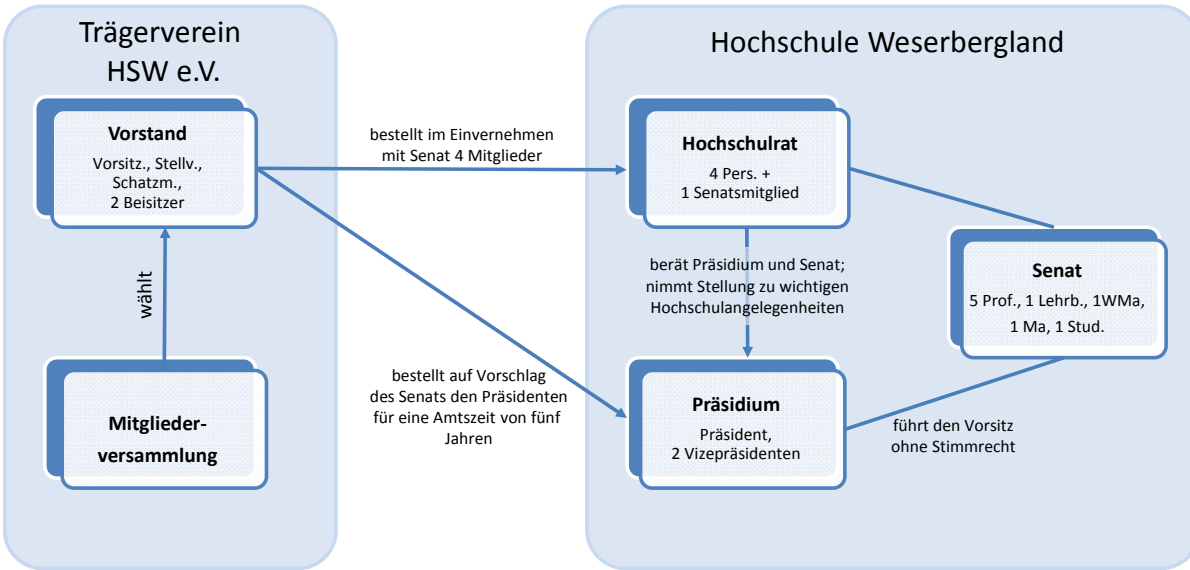 Trägerverein
HSW e.V.
Vorstand
Vorsitz., Stellv.,
Schatzm.,
2 Beisitzer
wählt
Mitglieder-
versammlung
bestellt im Einvernehmen
mit Senat 4 Mitglieder
bestellt auf Vorschlag
des Senats den Präsidenten
für eine Amtszeit von fünf
Jahren
Hochschule Weserbergland
Hochschulrat
4 Pers. +
1 Senatsmitglied
berät Präsidium und Senat;
nimmt Stellung zu wichtigen
Hochschulangelegenheiten
Senat
5 Prof., 1 Lehrb., 1WMa,
1 Ma, 1 Stud.
Präsidium
Präsident,
2 Vizepräsidenten
führt den Vorsitz
ohne Stimmrecht